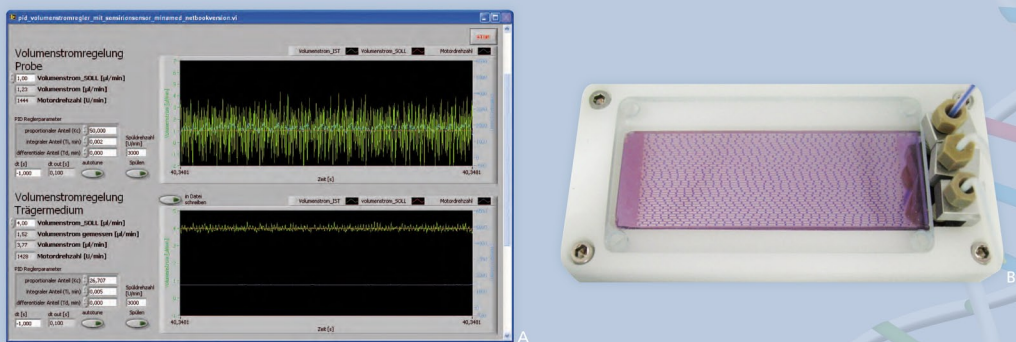 pid_volumenstromregler_mit_sensirionsensor_minamed_netbookversion.vi
Volumenstromregelung
Probe
1,00 Volumenstrom_SOLL [µl/min]
1,23 Volumenstrom [µl/min]
1444 Motordrehzahl [U/min]
PID Reglerparameter
proportionaler Anteil (Kc) 50,000
integraler Anteil (Ti, min) 0,002
differentialer Anteil (Td, min) 0,000
Spüldrehzahl
[U/min]
3000
dt [s] dt out [s] autotune Spülen
-1,000 0,100
Volumenstrom_IST Volumenstrom_SOLL Motordrehzahl
40,3401 40,3401
Zeit [s]
Volumenstromregelung
Trägermedium
in Datei
schreiben
4,00 Volumenstrom_SOLL [µl/min]
1,52 Volumenstrom gemessen [µl/min]
3,77 Volumenstrom [µl/min]
1428 Motordrehzahl [U/min]
PID Reglerparameter
proportionaler Anteil (Kc) 26,707
integraler Anteil (Ti, min) 0,005
differentialer Anteil (Td, min) 0,000
Spüldrehzahl
[U/min]
3000
dt [s] dt out [s] autotune Spülen
-1,000 0,100
Volumenstrom_IST Volumenstrom_SOLL Motordrehzahl
40,3401 40,3401
Zeit [s]
A
B